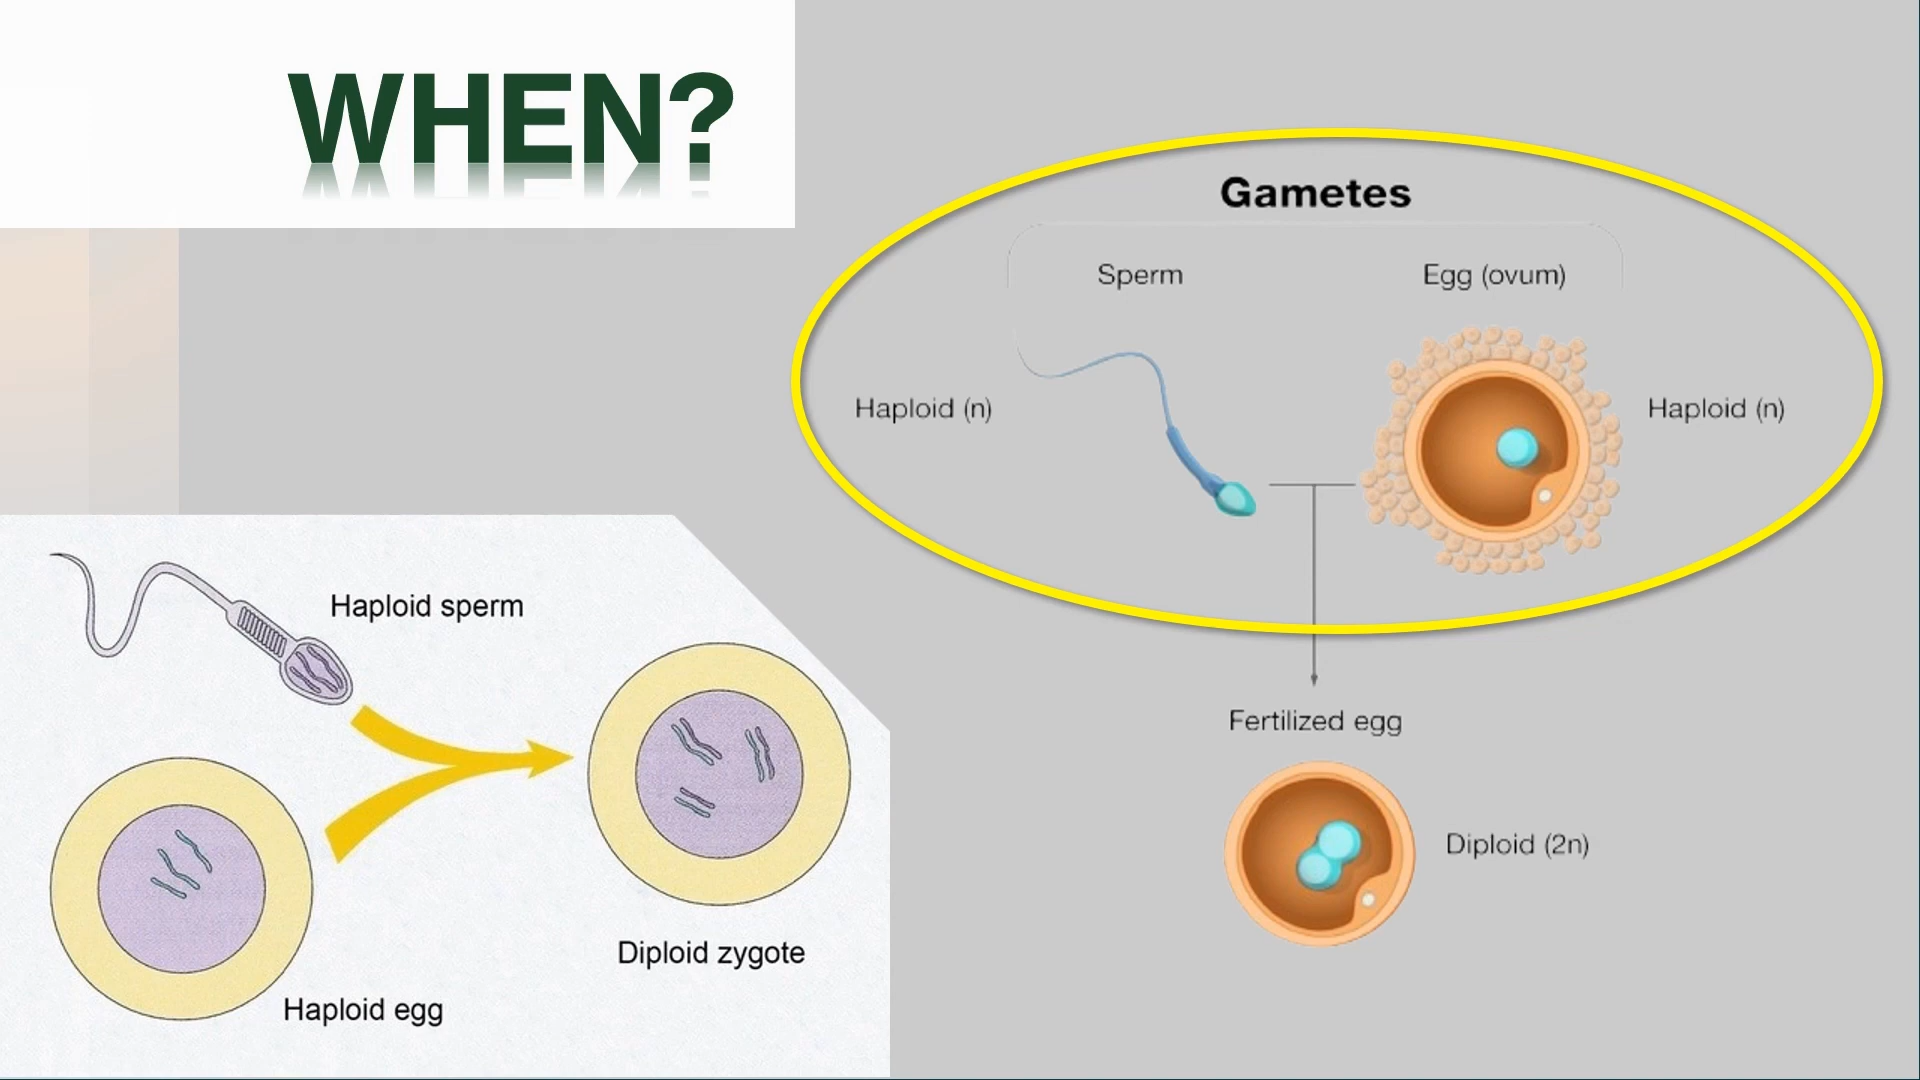 WHEN?
Gametes
Sperm
Egg (ovum)
Haploid (n)
Haploid (n)
Fertilized egg
Diploid (2n)
Haploid sperm
Diploid zygote
Haploid egg